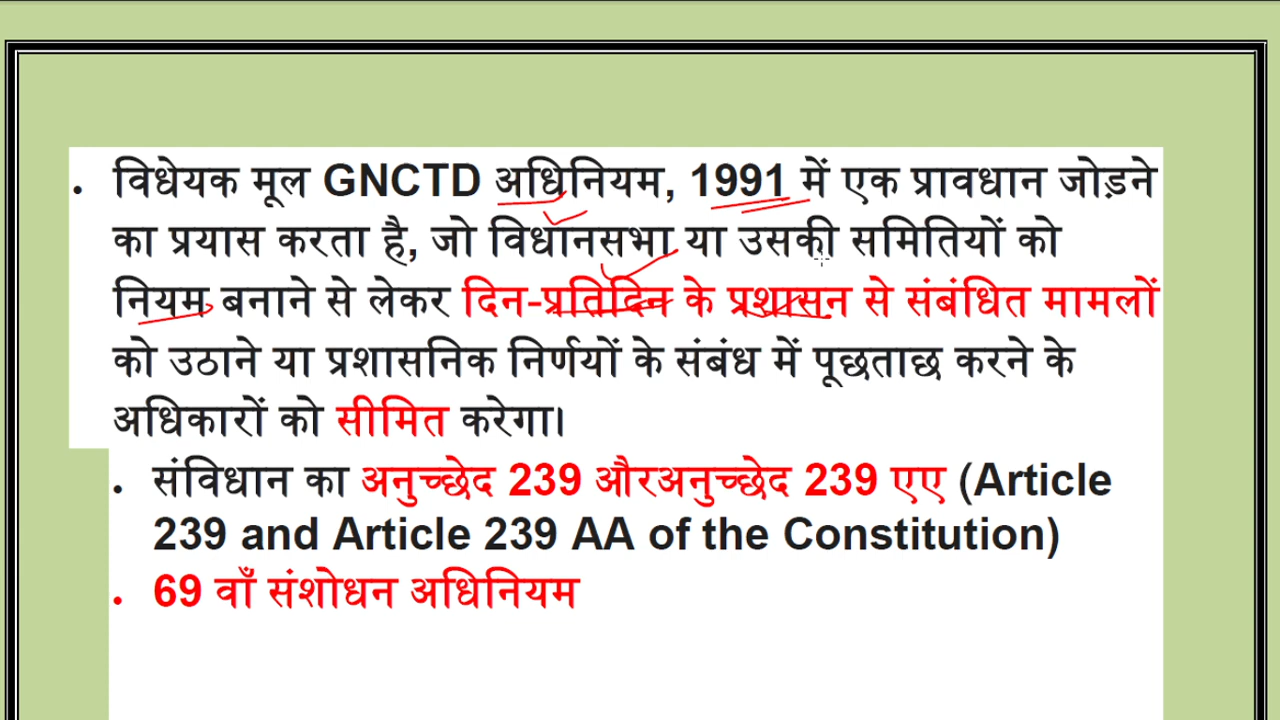 • विधेयक मूल GNCTD अधिनियम, 1991 में एक प्रावधान जोड़ने
का प्रयास करता है, जो विधानसभा या उसकी समितियों को
नियम बनाने से लेकर दिन-प्रतिदिन के प्रशासन से संबंधित मामलों
को उठाने या प्रशासनिक निर्णयों के संबंध में पूछताछ करने के
अधिकारों को सीमित करेगा।
• संविधान का अनुच्छेद 239 औरअनुच्छेद 239 एए (Article
239 and Article 239 AA of the Constitution)
• 69 वाँ संशोधन अधिनियम